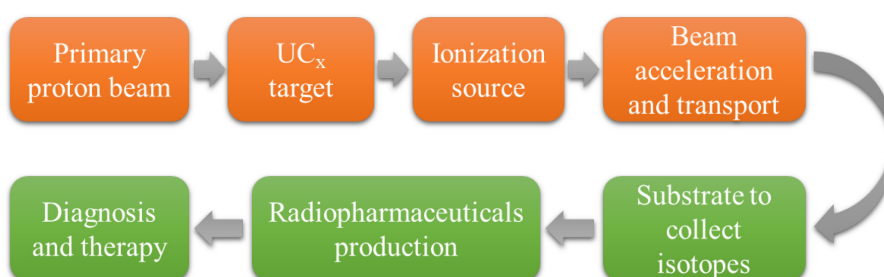 Primary
proton beam
UCx
target
Ionization
source
Beam
acceleration
and transport
Substrate to
collect
isotopes
Radiopharmaceuticals
production
Diagnosis
and therapy